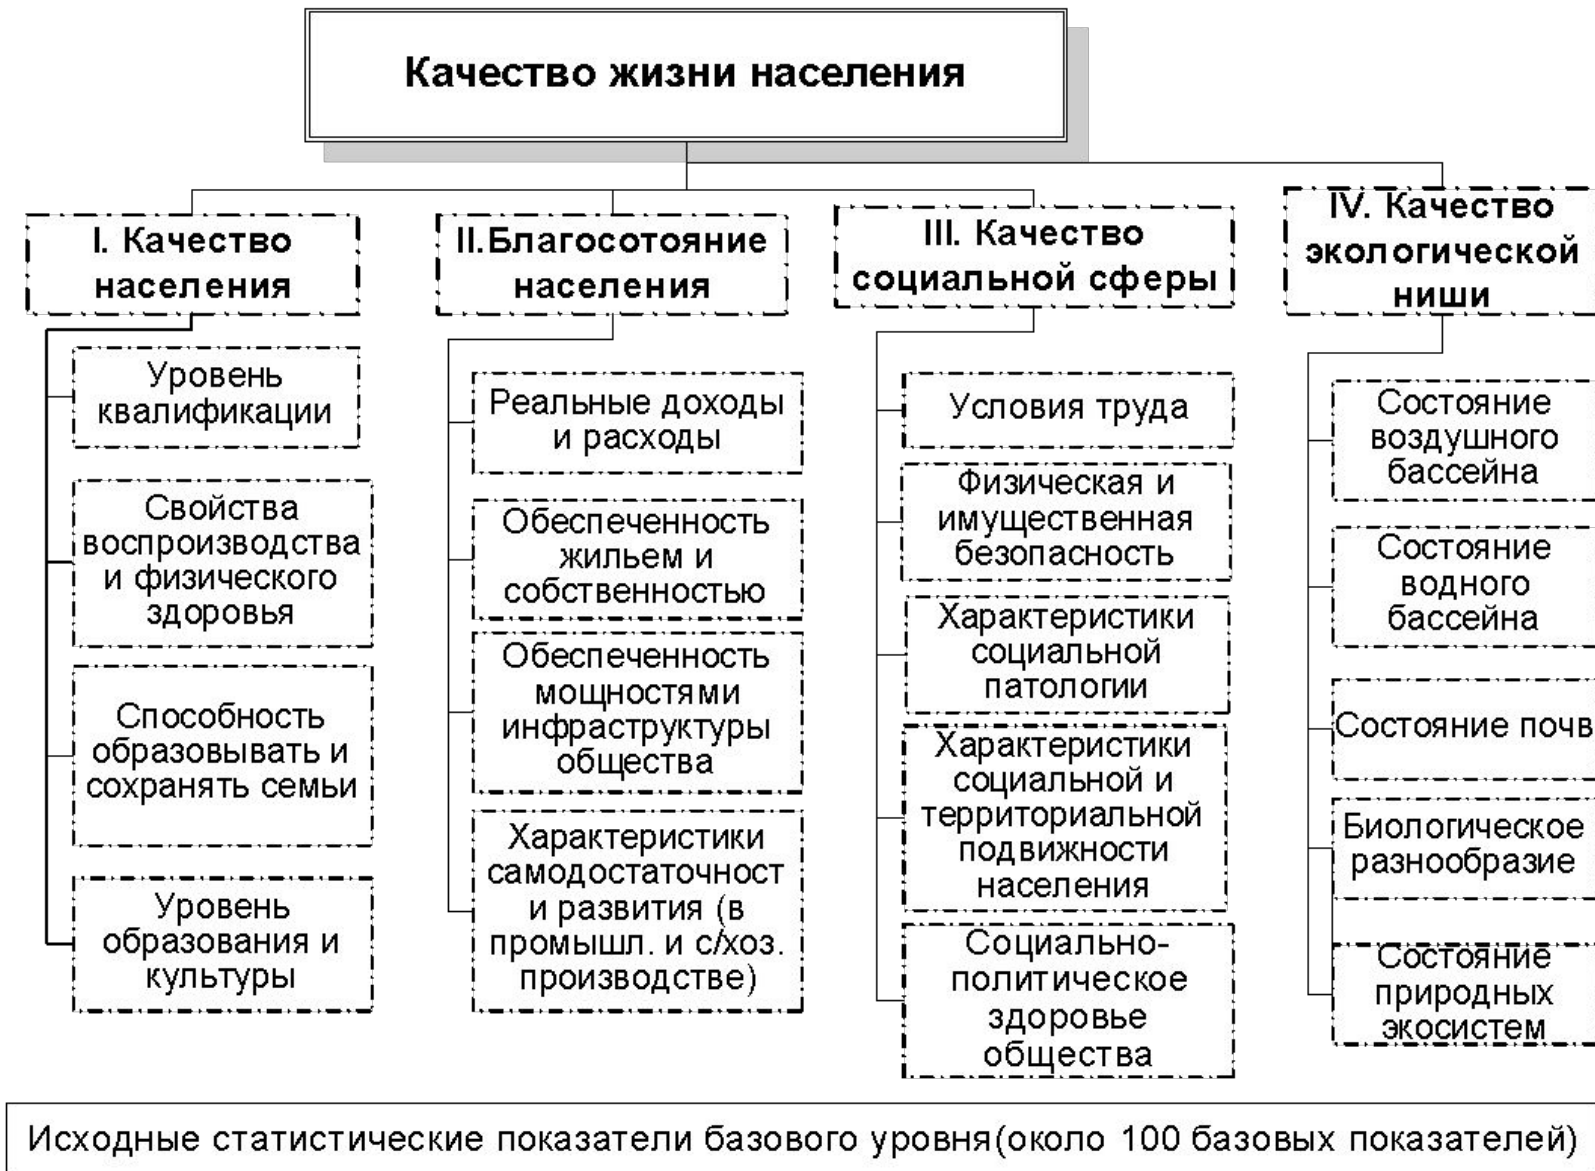 Качество жизни населения
I. Качество
населения
II.Благосотояние
населения
III. Качество
социальной сферы
IV. Качество
экологической
ниши
Уровень
квалификации
Свойства
воспроизводства
и физического
здоровья
Способность
образовывать и
сохранять семьи
Уровень
образования и
культуры
Реальные доходы
и расходы
Обеспеченность
жильем и
собственностью
Обеспеченность
мощностями
инфраструктуры
общества
Характеристики
самодостаточност
и развития (в
промышл. и с/хоз.
производстве)
Условия труда
Физическая и
имущественная
безопасность
Характеристики
социальной
патологии
Характеристики
социальной и
территориальной
подвижности
населения
Социально-
политическое
здоровье
общества
Состояние
воздушного
бассейна
Состояние
водного
бассейна
Состояние почв
Биологическое
разнообразие
Состояние
природных
экосистем
Исходные статистические показатели базового уровня(около 100 базовых показателей)